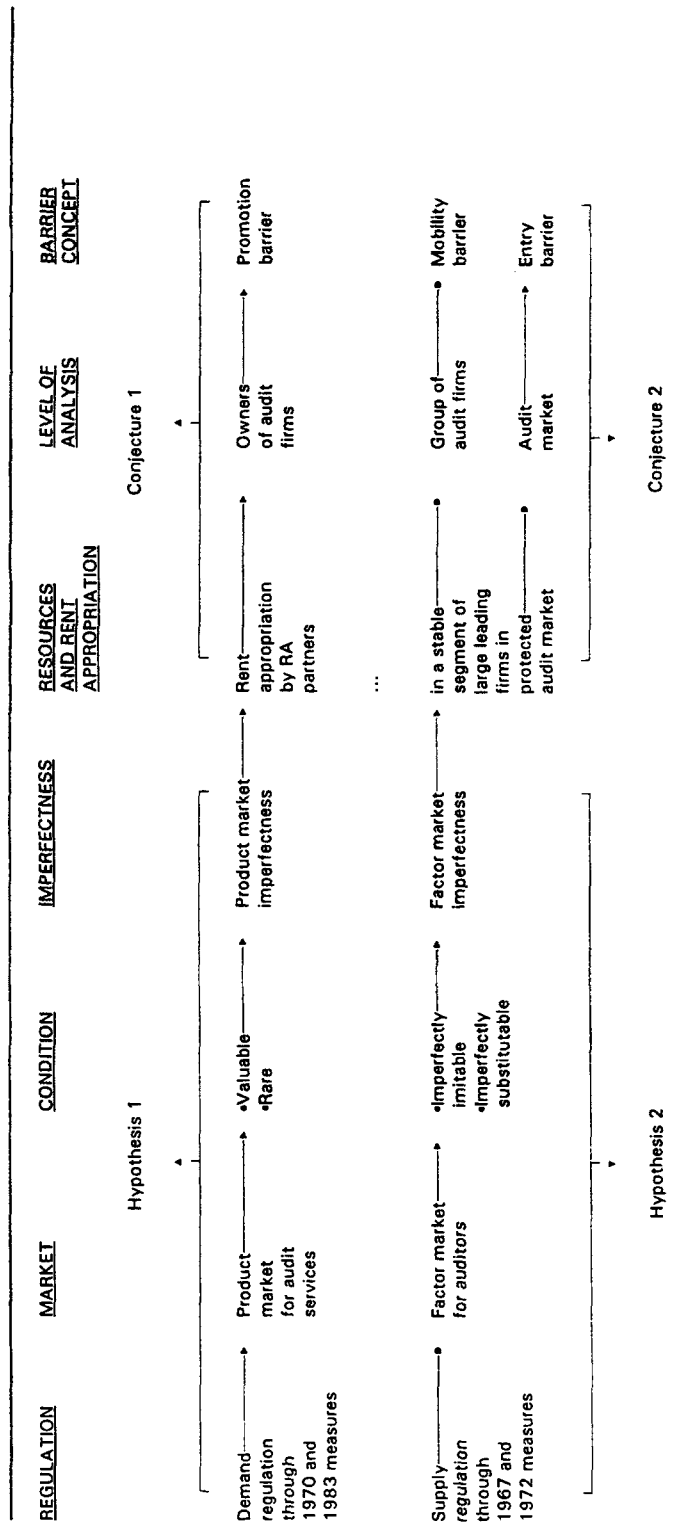 REGULATION
MARKET
CONDITION
IMPERFECTNESS
RESOURCES
AND RENT
APPROPRIATION
LEVEL OF
ANALYSIS
BARRIER
CONCEPT
Hypothesis 1
Conjecture 1
Demand
regulation
through
1970 and
1983 measures
Product
market
for audit
services
•Valuable
•Rare
Product market
imperfectness
Rent
appropriation
by RA
partners
Owners
of audit
firms
Promotion
barrier
...
Supply
regulation
through
1967 and
1972 measures
Factor market
for auditors
•Imperfectly
imitable
•Imperfectly
substitutable
Factor market
imperfectness
in a stable
segment of
large leading
firms in
protected
audit market
Group of
audit firms
Mobility
barrier
Audit
market
Entry
barrier
Hypothesis 2
Conjecture 2